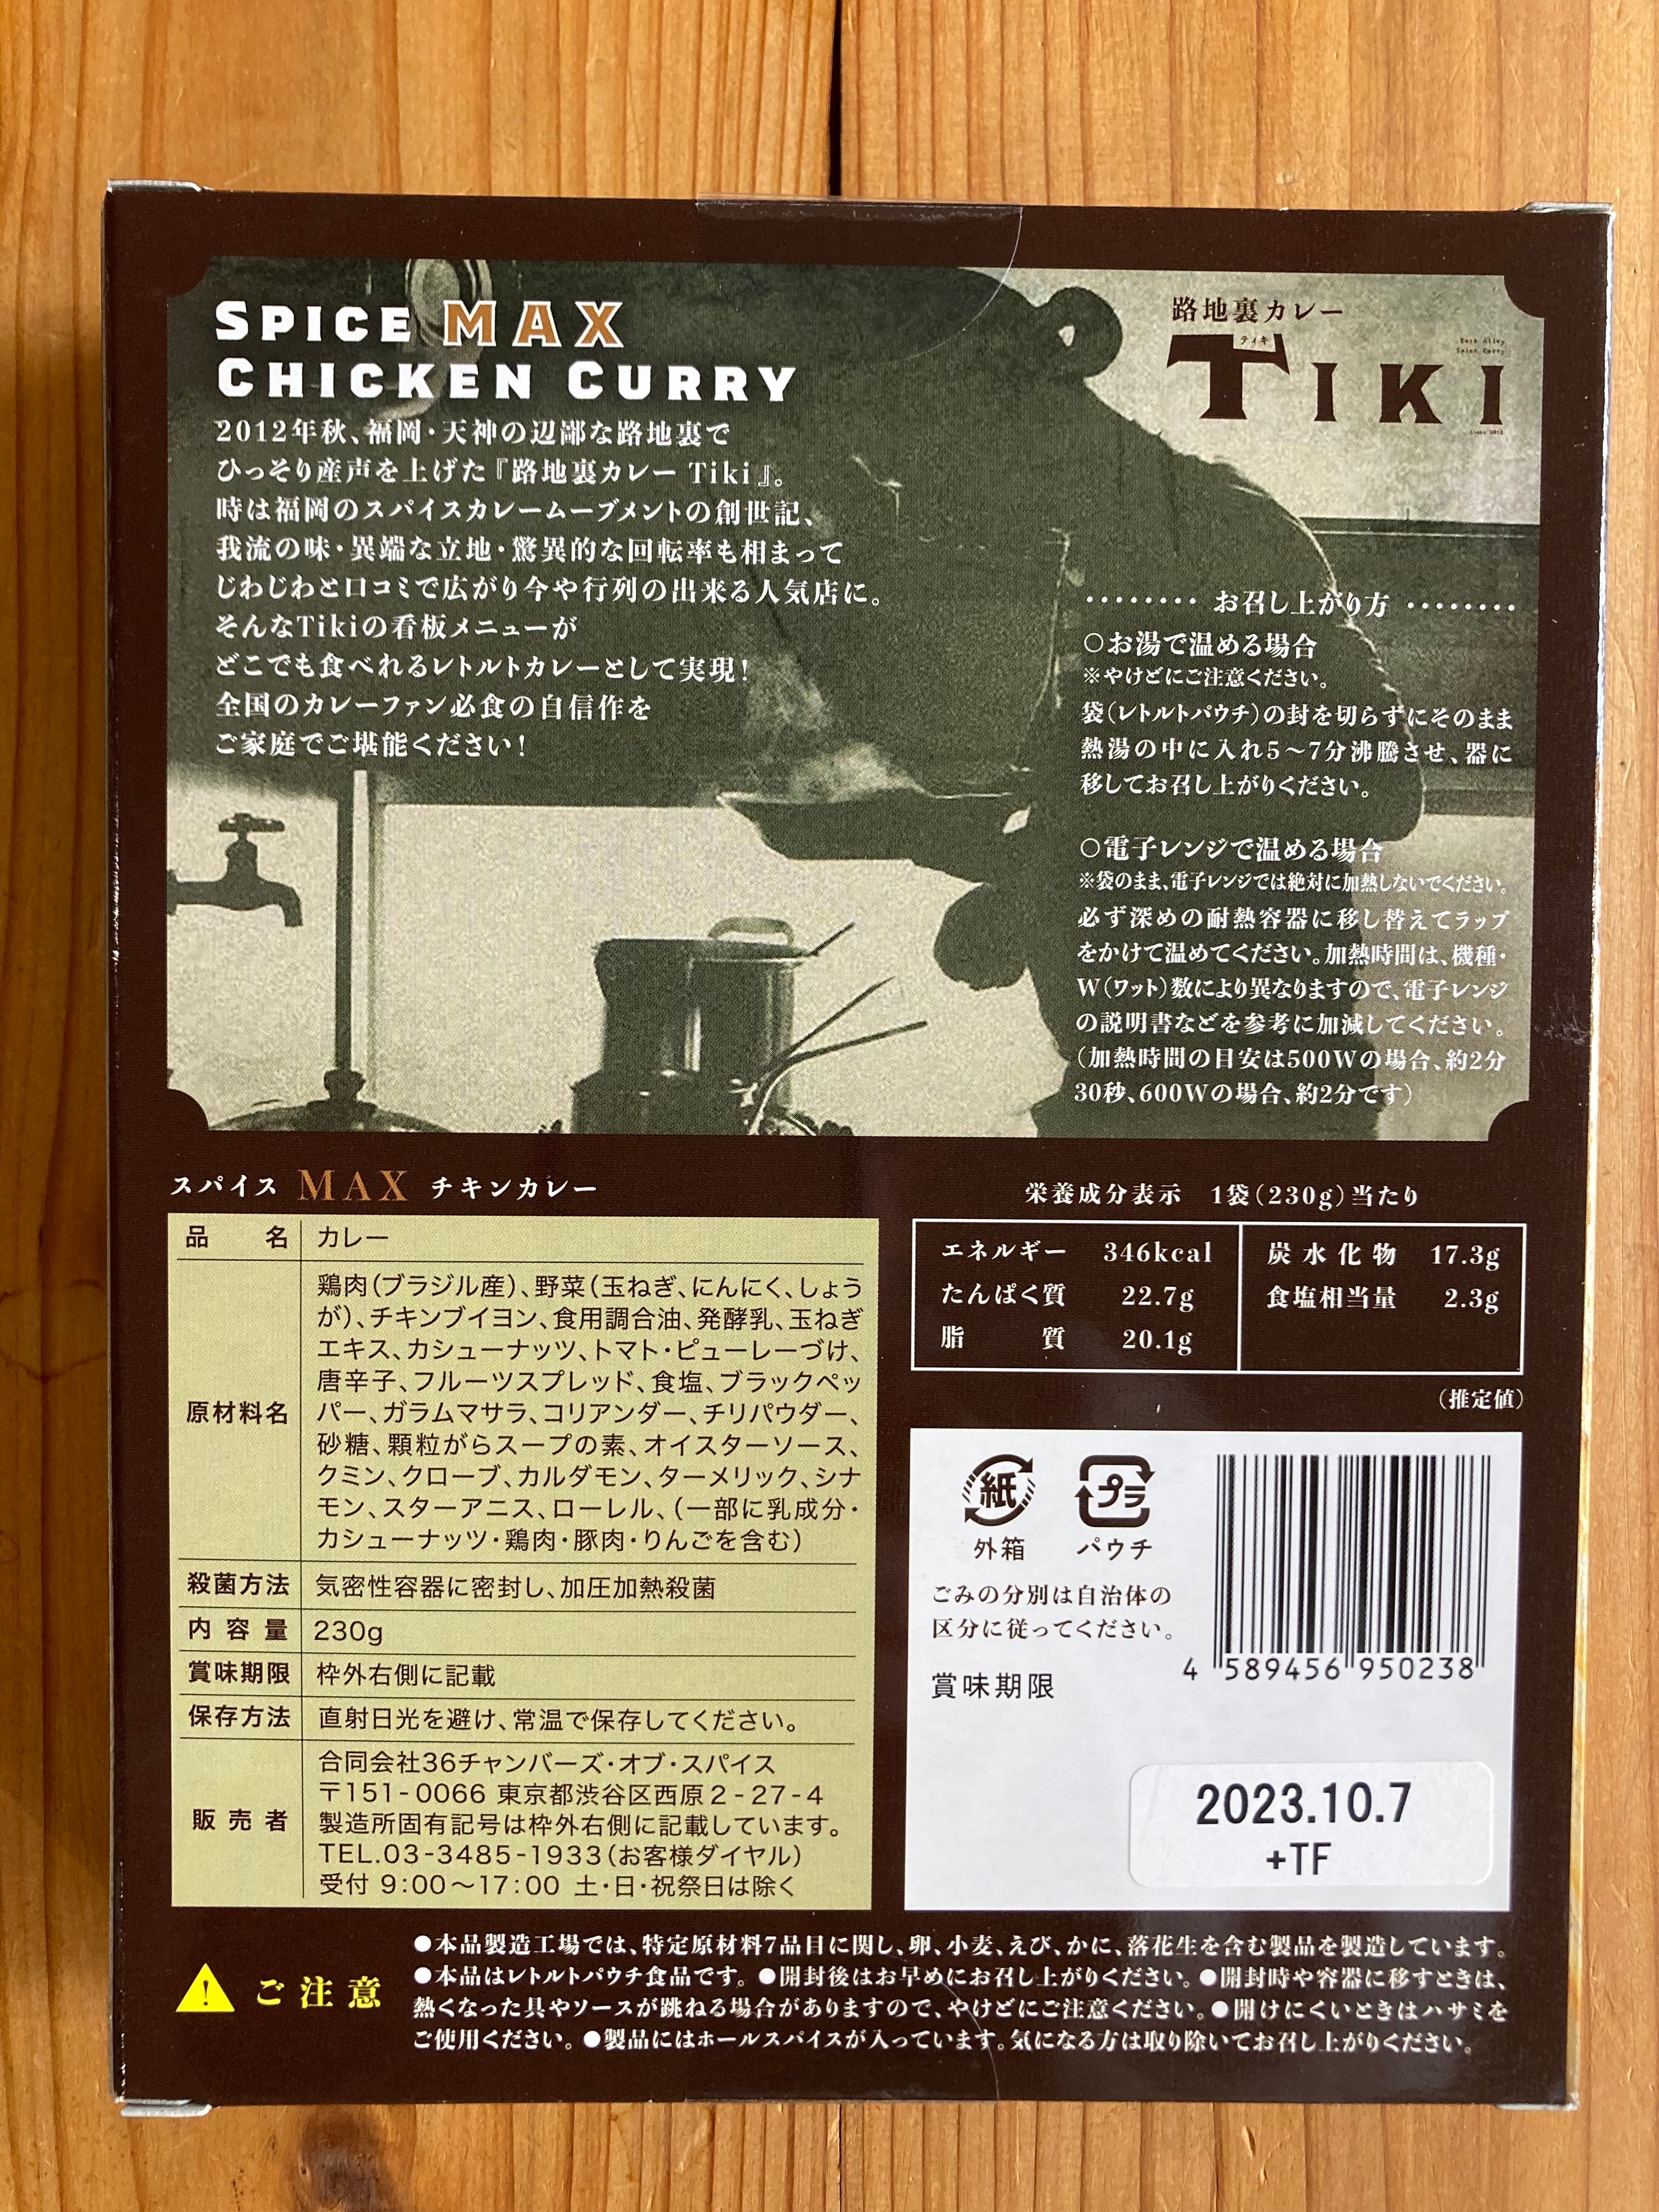 SPICE MAX
CHICKEN CURRY
2012年秋、福岡・天神の辺鄙な路地裏で
ひっそり産声を上げた『路地裏カレー Tiki』。
時は福岡のスパイスカレームーブメントの創世記、
我流の味・異端な立地・驚異的な回転率も相まって
じわじわと口コミで広がり今や行列の出来る人気店に。
そんなTikiの看板メニューが
どこでも食べれるレトルトカレーとして実現!
全国のカレーファン必食の自信作を
ご家庭でご堪能ください!
路地裏カレー
ティキ
TIKI
Back Alley
Spice Curry
Since 2012
お召し上がり方
○お湯で温める場合
※やけどにご注意ください。
袋(レトルトパウチ)の封を切らずにそのまま
熱湯の中に入れ5〜7分沸騰させ、器に
移してお召し上がりください。
○電子レンジで温める場合
※袋のまま、電子レンジでは絶対に加熱しないでください。
必ず深めの耐熱容器に移し替えてラップ
をかけて温めてください。加熱時間は、機種・
W(ワット)数により異なりますので、電子レンジ
の説明書などを参考に加減してください。
(加熱時間の目安は500Wの場合、約2分
30秒、600Wの場合、約2分です)
スパイス MAX チキンカレー
品名 カレー
原材料名
鶏肉(ブラジル産)、野菜(玉ねぎ、にんにく、しょう
が)、チキンブイヨン、食用調合油、発酵乳、玉ねぎ
エキス、カシューナッツ、トマト・ピューレーづけ、
唐辛子、フルーツスプレッド、食塩、ブラックペッ
パー、ガラムマサラ、コリアンダー、チリパウダー、
砂糖、顆粒がらスープの素、オイスターソース、
クミン、クローブ、カルダモン、ターメリック、シナ
モン、スターアニス、ローレル、(一部に乳成分・
カシューナッツ・鶏肉・豚肉・りんごを含む)
殺菌方法 気密性容器に密封し、加圧加熱殺菌
内容量 230g
賞味期限 枠外右側に記載
保存方法 直射日光を避け、常温で保存してください。
販売者
合同会社36チャンバーズ・オブ・スパイス
〒151-0066 東京都渋谷区西原2-27-4
製造所固有記号は枠外右側に記載しています。
TEL.03-3485-1933(お客様ダイヤル)
受付 9:00〜17:00 土・日・祝祭日は除く
栄養成分表示 1袋(230g)当たり
エネルギー 346kcal
たんぱく質 22.7g
脂質 20.1g
炭水化物 17.3g
食塩相当量 2.3g
(推定値)
紙
外箱
プラ
パウチ
ごみの分別は自治体の
区分に従ってください。
4 589456 950238
賞味期限
2023.10.7
+TF
ご注意
●本品製造工場では、特定原材料7品目に関し、卵、小麦、えび、かに、落花生を含む製品を製造しています。
●本品はレトルトパウチ食品です。●開封後はお早めにお召し上がりください。●開封時や容器に移すときは、
熱くなった具やソースが跳ねる場合がありますので、やけどにご注意ください。●開けにくいときはハサミを
ご使用ください。●製品にはホールスパイスが入っています。気になる方は取り除いてお召し上がりください。